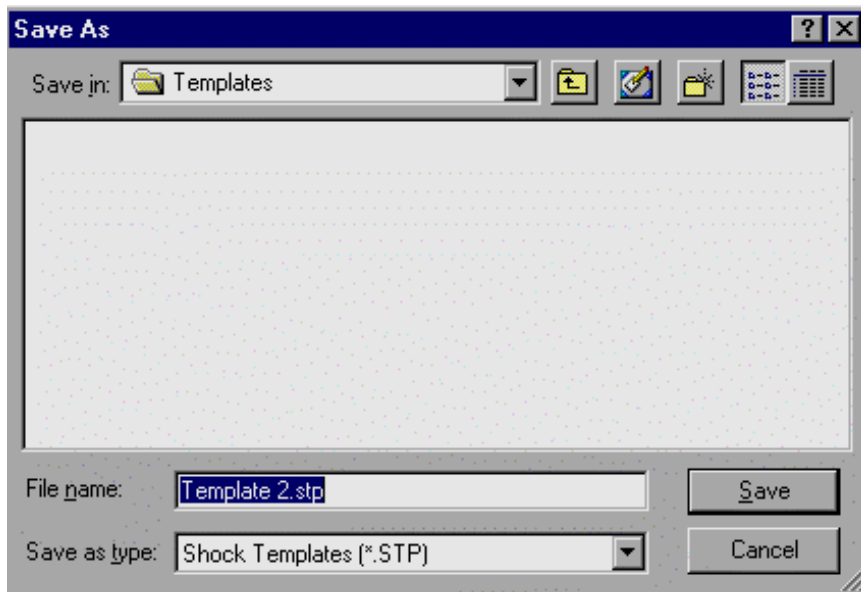 Save As
Save in: Templates
File name: Template 2.stp Save
Save as type: Shock Templates (*.STP) Cancel